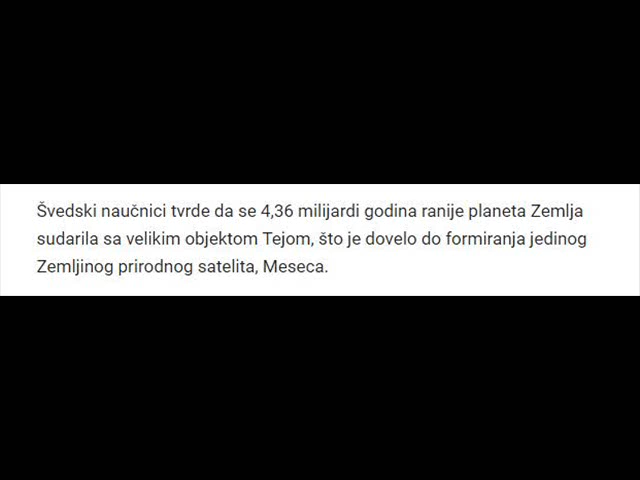 Švedski naučnici tvrde da se 4,36 milijardi godina ranije planeta Zemlja
sudarila sa velikim objektom Tejom, što je dovelo do formiranja jedinog
Zemljinog prirodnog satelita, Meseca.